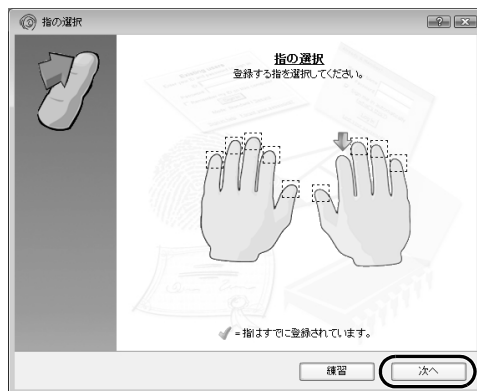 指の選択
指の選択
登録する指を選択してください。
=指はすでに登録されています。
練習
次へ